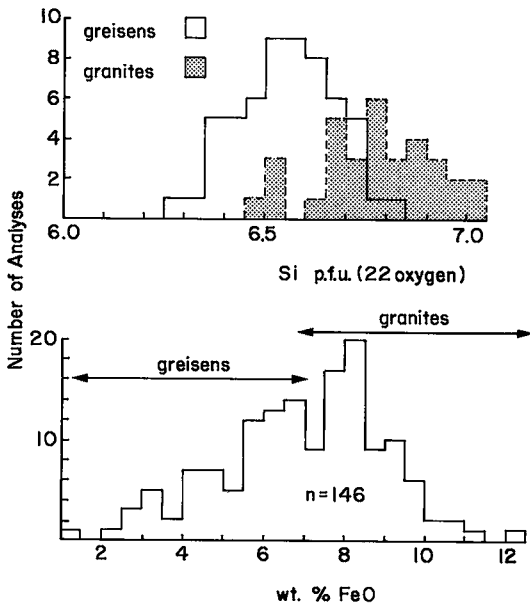 10
greisens
8
granites
6
4
2
6.0
6.5
7.0
Si p.f.u. (22 oxygen)
Number of Analyses
granites
20
greisens
10
n=146
2
4
6
8
10
12
wt. % FeO